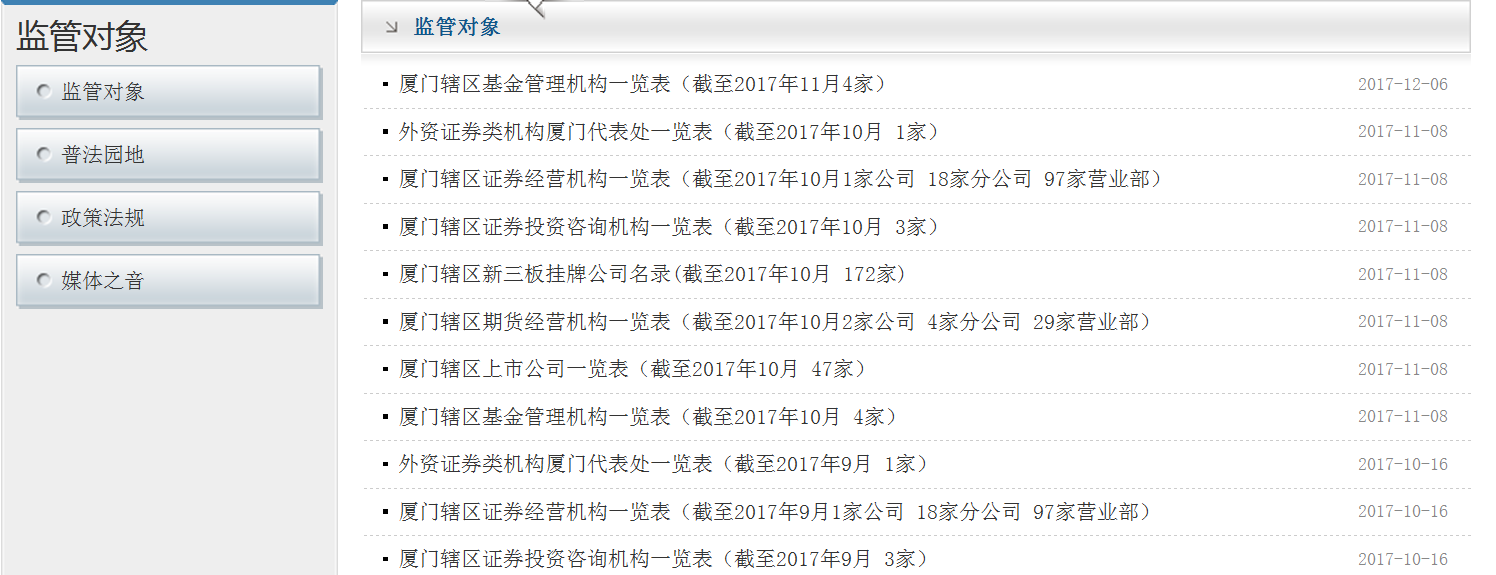 监管对象
监管对象
普法园地
政策法规
媒体之音
监管对象
厦门辖区基金管理机构一览表（截至2017年11月4家） 2017-12-06
外资证券类机构厦门代表处一览表（截至2017年10月 1家） 2017-11-08
厦门辖区证券经营机构一览表（截至2017年10月1家公司 18家分公司 97家营业部） 2017-11-08
厦门辖区证券投资咨询机构一览表（截至2017年10月 3家） 2017-11-08
厦门辖区新三板挂牌公司名录(截至2017年10月 172家) 2017-11-08
厦门辖区期货经营机构一览表（截至2017年10月2家公司 4家分公司 29家营业部） 2017-11-08
厦门辖区上市公司一览表（截至2017年10月 47家） 2017-11-08
厦门辖区基金管理机构一览表（截至2017年10月 4家） 2017-11-08
外资证券类机构厦门代表处一览表（截至2017年9月 1家） 2017-10-16
厦门辖区证券经营机构一览表（截至2017年9月1家公司 18家分公司 97家营业部） 2017-10-16
厦门辖区证券投资咨询机构一览表（截至2017年9月 3家） 2017-10-16